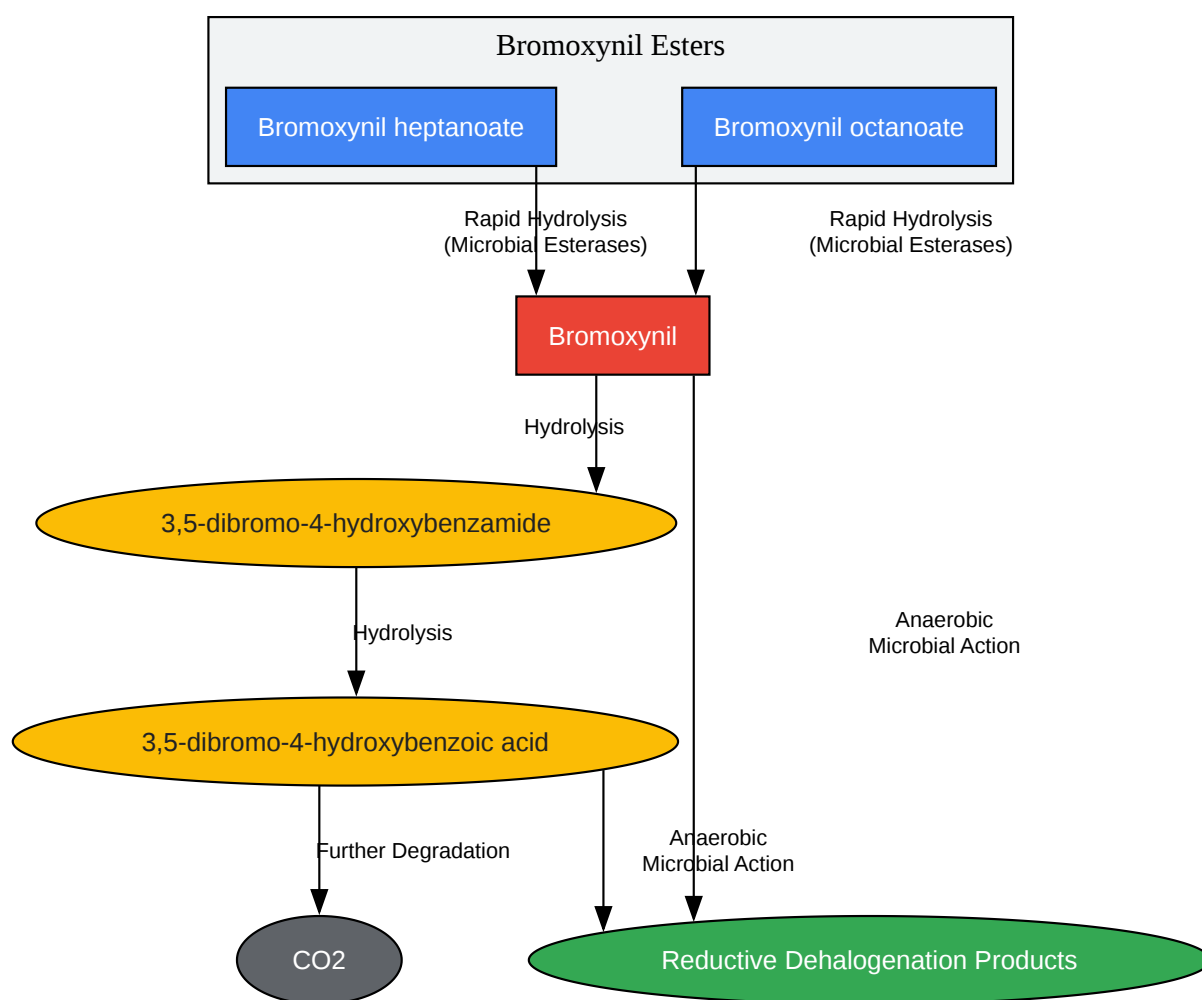 Bromoxynil Esters
Bromoxynil heptanoate
Bromoxynil octanoate
Rapid Hydrolysis
(Microbial Esterases)
Rapid Hydrolysis
(Microbial Esterases)
Bromoxynil
Hydrolysis
3,5-dibromo-4-hydroxybenzamide
Hydrolysis
Anaerobic
Microbial Action
3,5-dibromo-4-hydroxybenzoic acid
Further Degradation
Anaerobic
Microbial Action
CO2
Reductive Dehalogenation Products